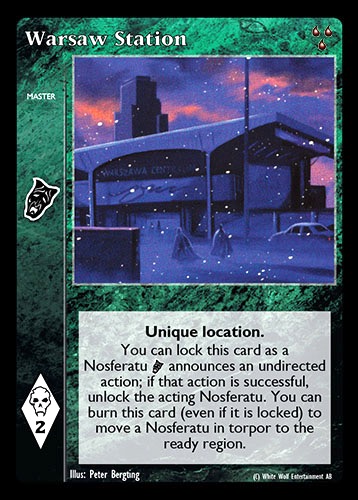 Warsaw Station
MASTER
WARSZAWA CENTR
Unique location.
You can lock this card as a
Nosferatu announces an undirected
action; if that action is successful,
unlock the acting Nosferatu. You can
burn this card (even if it is locked) to
move a Nosferatu in torpor to the
ready region.
2
Illus: Peter Bergting
(C) White Wolf Entertainment AB